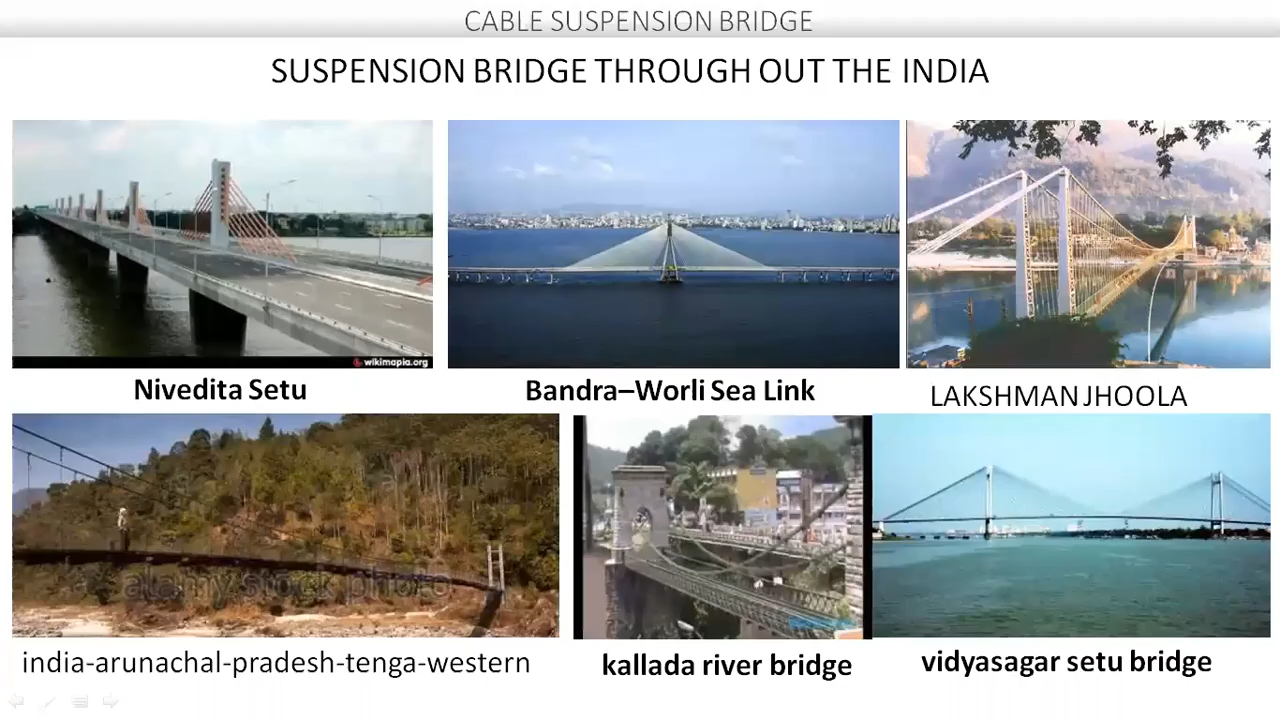 CABLE SUSPENSION BRIDGE
SUSPENSION BRIDGE THROUGH OUT THE INDIA
wikimapia.org
Nivedita Setu
Bandra–Worli Sea Link
LAKSHMAN JHOOLA
alamy stock photo
india-arunachal-pradesh-tenga-western
kallada river bridge
vidyasagar setu bridge